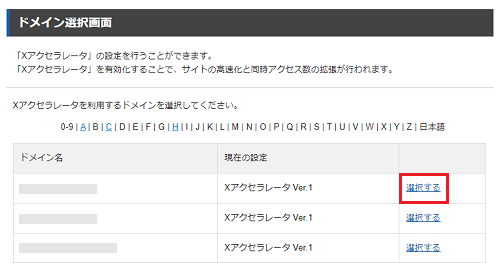 ドメイン選択画面
「Xアクセラレータ」の設定を行うことができます。
「Xアクセラレータ」を有効化することで、サイトの高速化と同時アクセス数の拡張が行われます。
Xアクセラレータを利用するドメインを選択してください。
0-9 | A | B | C | D | E | F | G | H | I | J | K | L | M | N | O | P | Q | R | S | T | U | V | W | X | Y | Z | 日本語
ドメイン名 現在の設定
Xアクセラレータ Ver.1 選択する
Xアクセラレータ Ver.1 選択する
Xアクセラレータ Ver.1 選択する